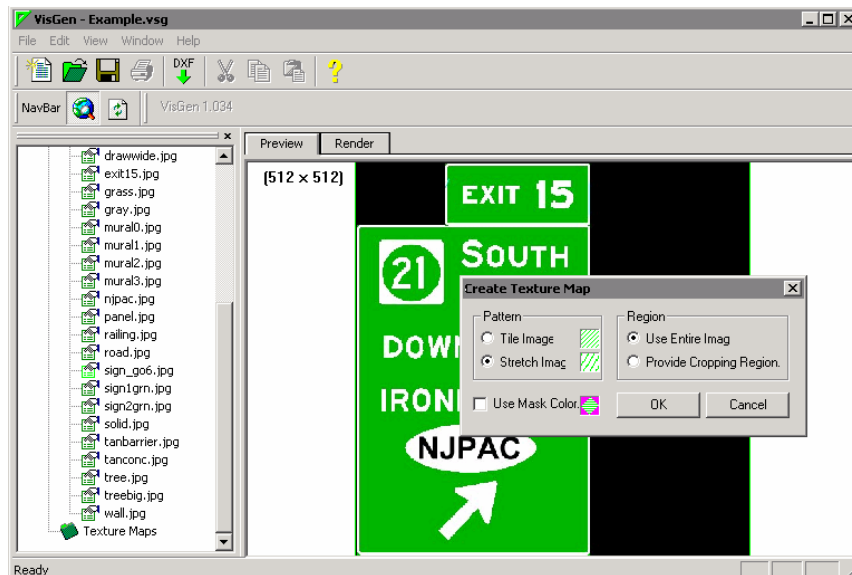 VisGen - Example.vsg
File Edit View Window Help
DXF
NavBar
VisGen 1.034
drawwide.jpg
exit15.jpg
grass.jpg
gray.jpg
mural0.jpg
mural1.jpg
mural2.jpg
mural3.jpg
njpac.jpg
panel.jpg
railing.jpg
road.jpg
sign_go6.jpg
sign1grn.jpg
sign2grn.jpg
solid.jpg
tanbarrier.jpg
tanconc.jpg
tree.jpg
treebig.jpg
wall.jpg
Texture Maps
Preview Render
(512 × 512)
EXIT 15
21 SOUTH
DOW
IRON
NJPAC
Create Texture Map
Pattern
Tile Image
Stretch Imag
Region
Use Entire Imag
Provide Cropping Region.
Use Mask Color.
OK Cancel
Ready